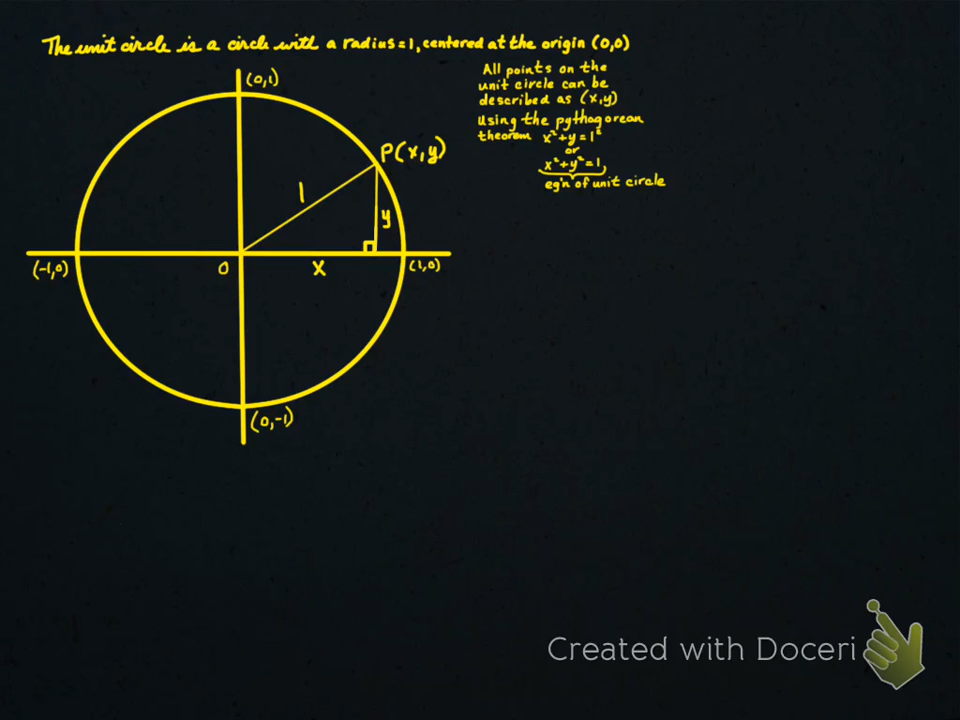 The unit circle is a circle with a radius = 1, centered at the origin (0,0)
All points on the
unit circle can be
described as (x,y)
Using the pythagorean
theorem x²+y=1²
or
x²+y²=1,
eq'n of unit circle
(0,1)
P(x,y)
1
y
(-1,0)
0
x
(1,0)
(0,-1)
Created with Doceri